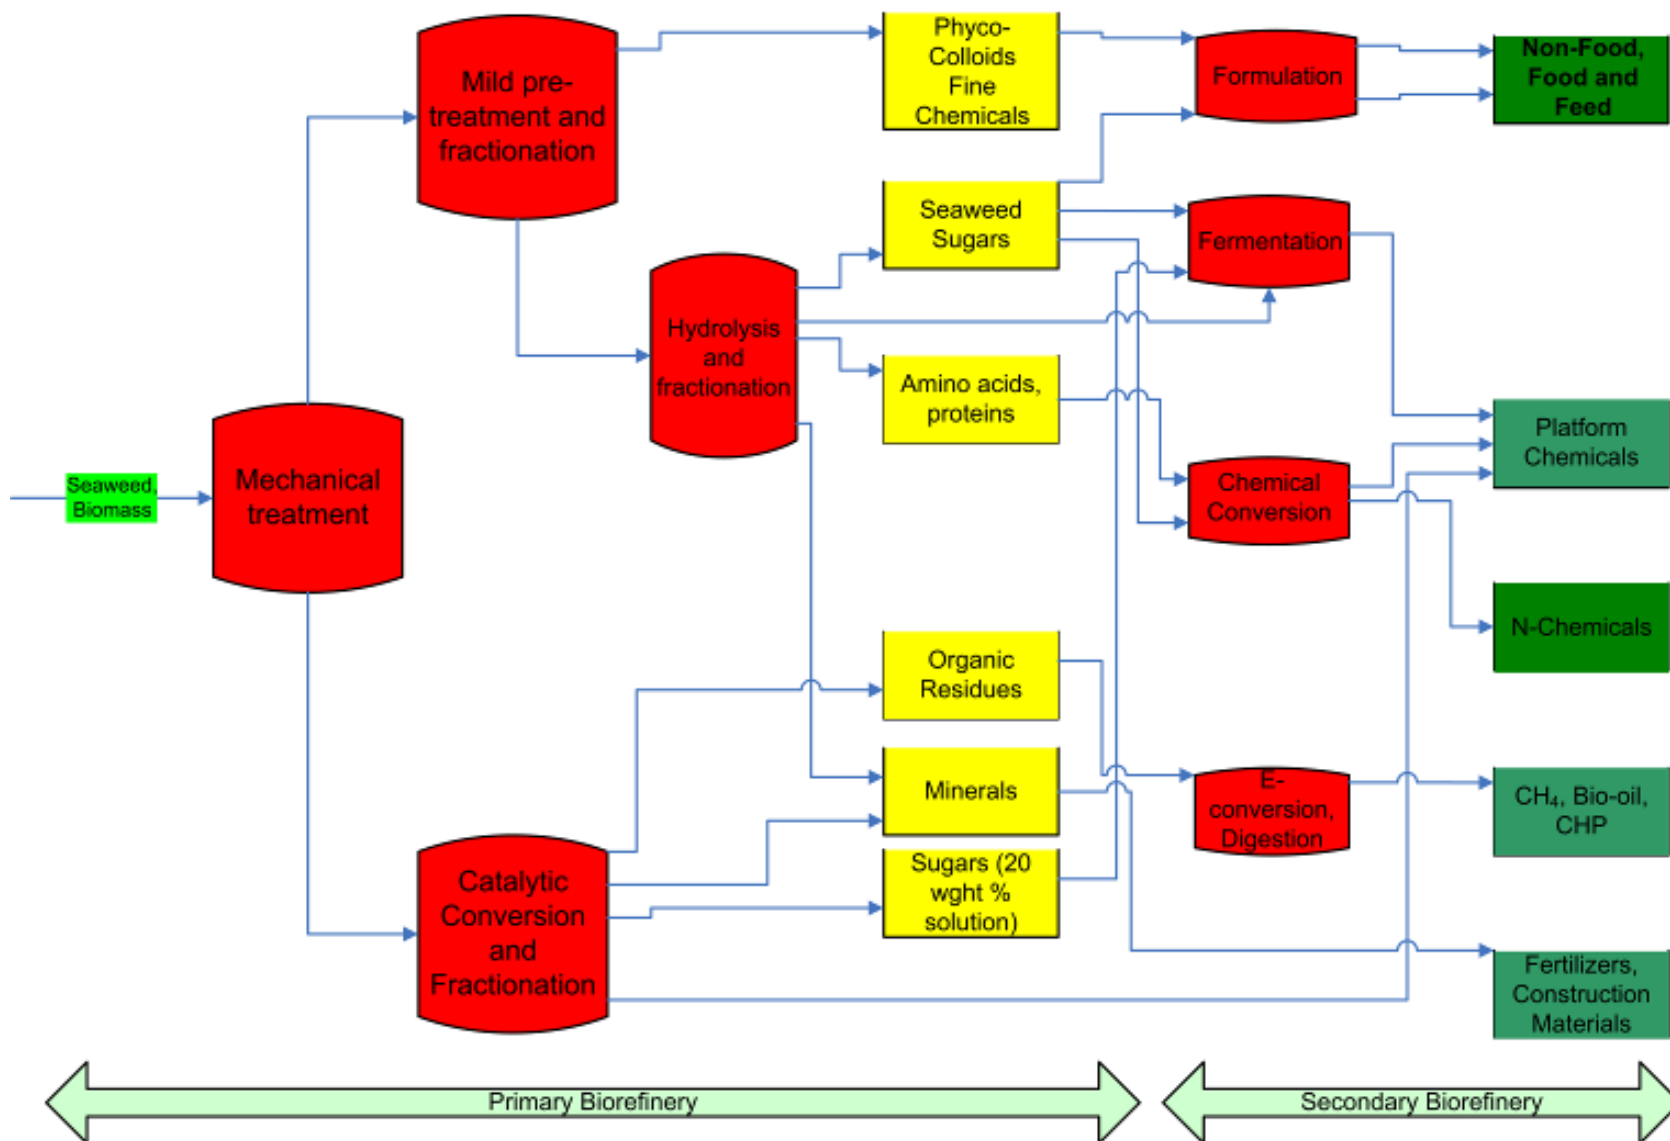 Phyco-
Colloids
Fine
Chemicals
Formulation
Non-Food,
Food and
Feed
Mild pre-
treatment and
fractionation
Seaweed
Sugars
Fermentation
Hydrolysis
and
fractionation
Amino acids,
proteins
Platform
Chemicals
Seaweed,
Biomass
Mechanical
treatment
Chemical
Conversion
N-Chemicals
Organic
Residues
Minerals
E-
conversion,
Digestion
CH₄, Bio-oil,
CHP
Catalytic
Conversion
and
Fractionation
Sugars (20
wght %
solution)
Fertilizers,
Construction
Materials
Primary Biorefinery
Secondary Biorefinery